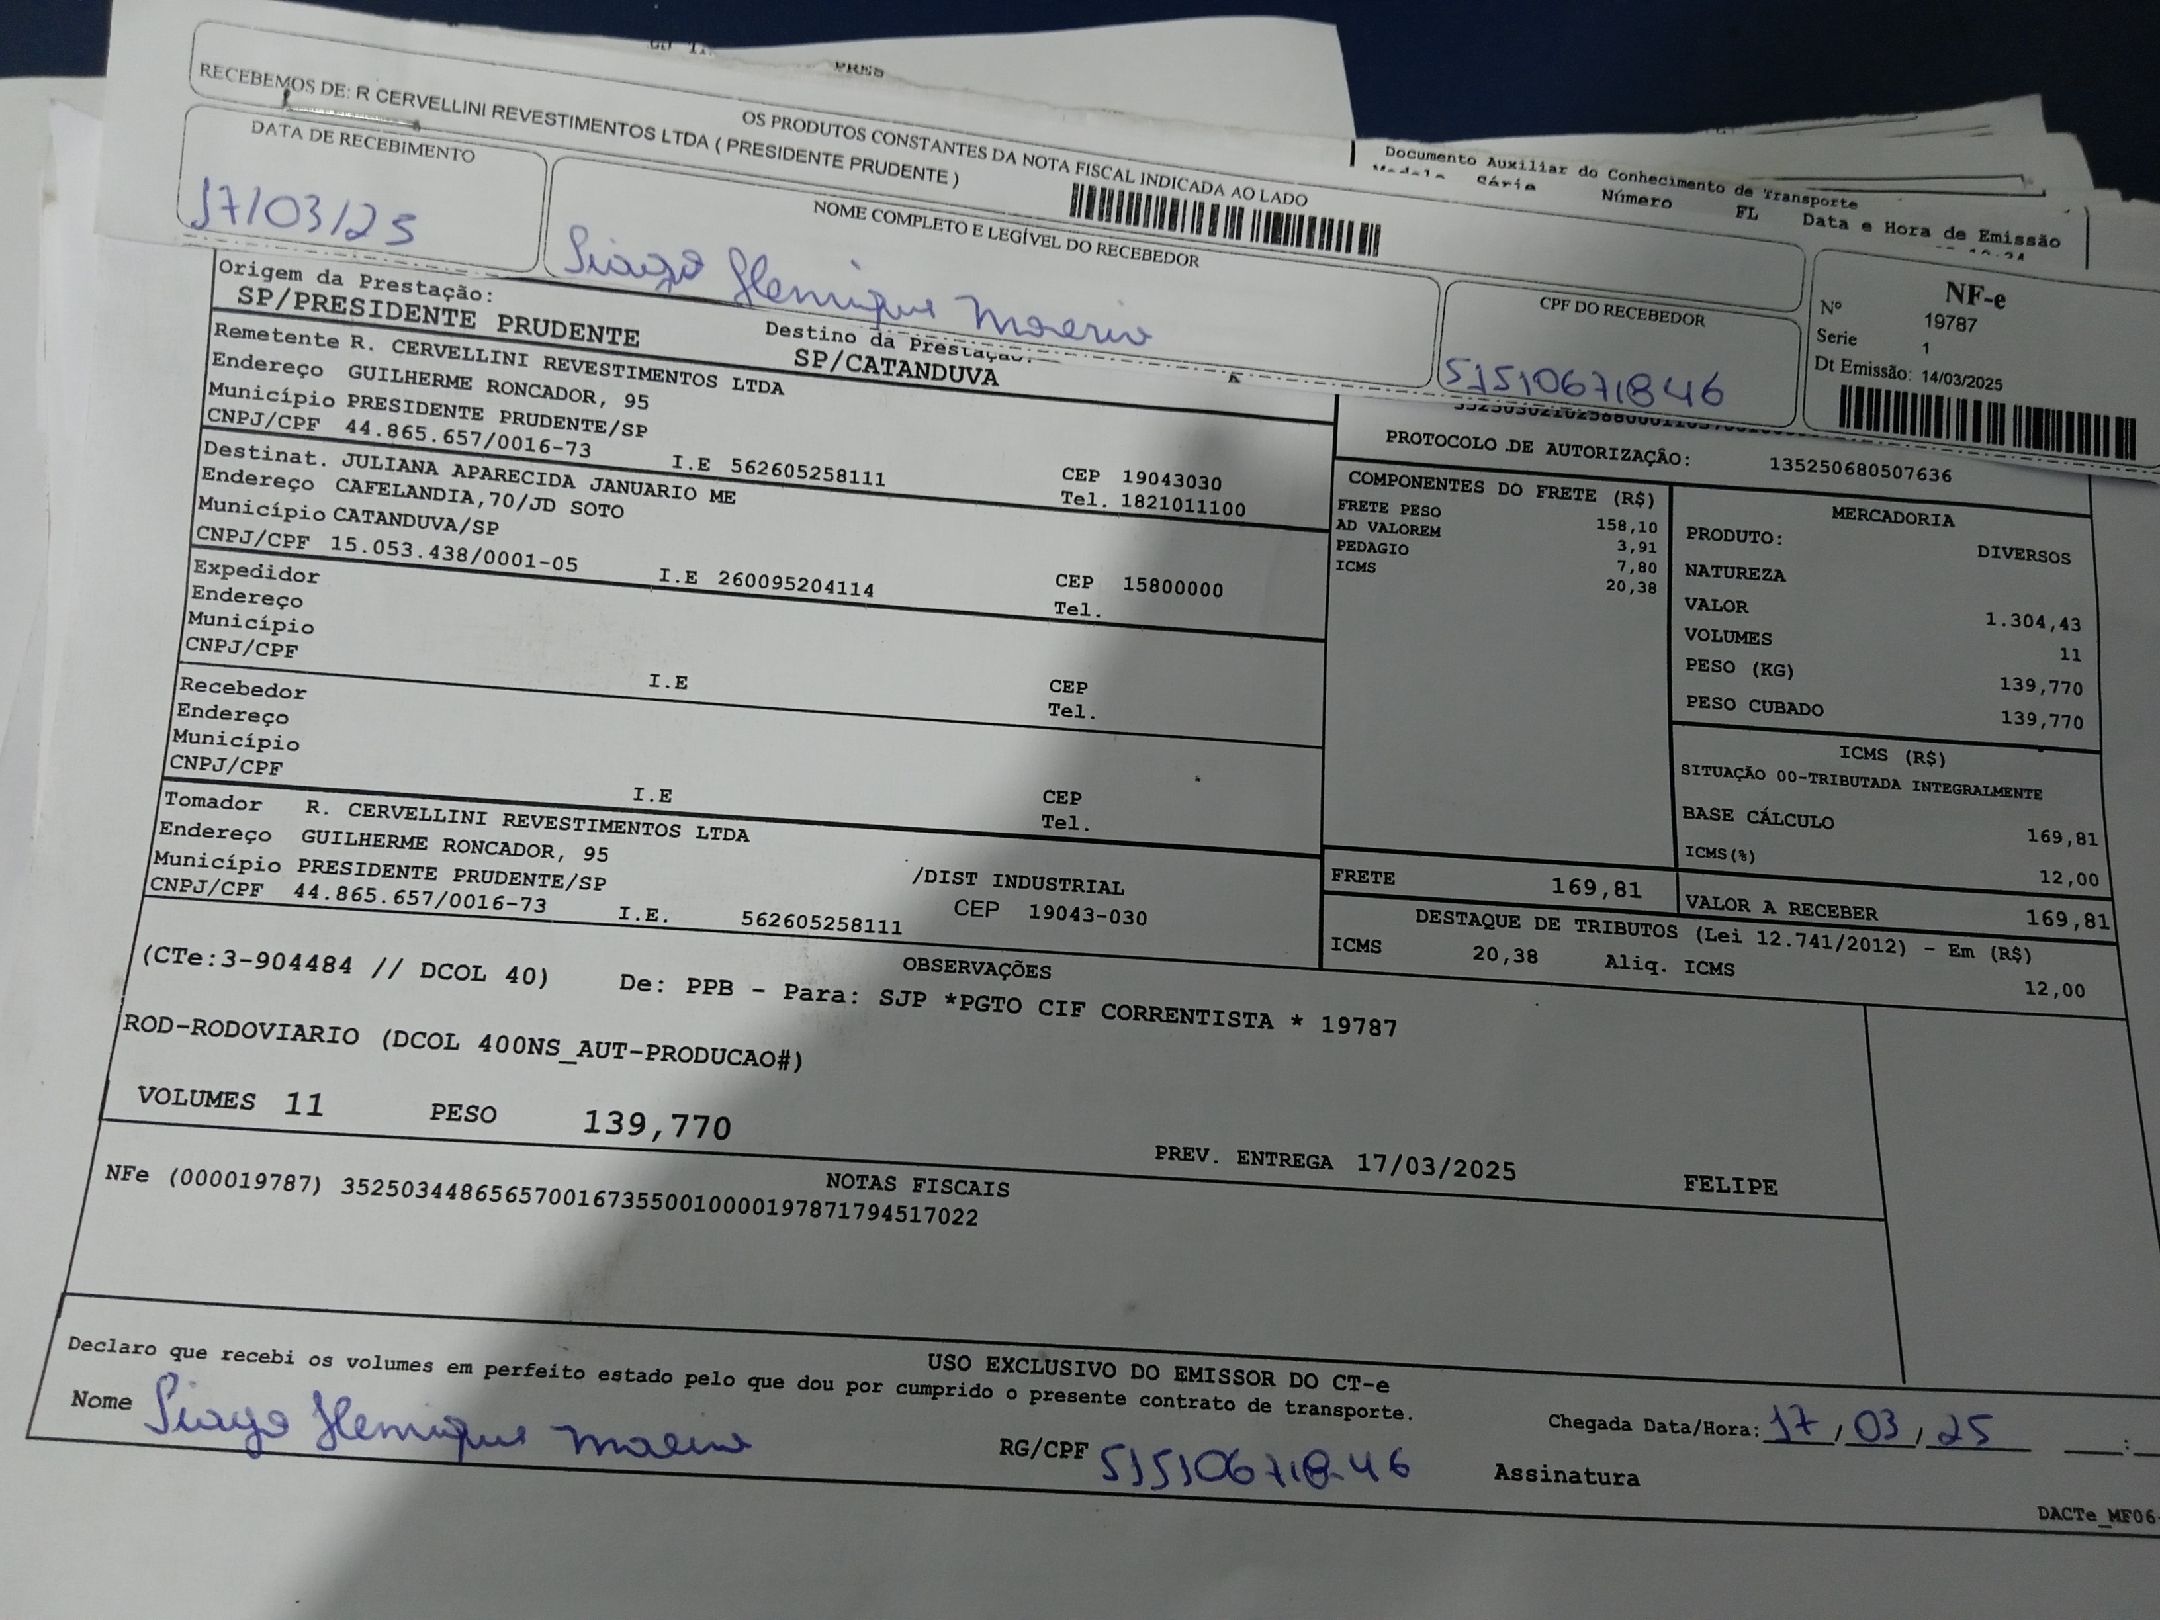 RECEBEMOS DE: R CERVELLINI REVESTIMENTOS LTDA ( PRESIDENTE PRUDENTE )
OS PRODUTOS CONSTANTES DA NOTA FISCAL INDICADA AO LADO
DATA DE RECEBIMENTO
17/03/25
NOME COMPLETO E LEGÍVEL DO RECEBEDOR
Henrique
CPF DO RECEBEDOR
51510671846
NF-e
Nº 19787
Serie 1
Dt Emissão: 14/03/2025
Documento Auxiliar do Conhecimento de Transporte
Modelo Série Número FL Data e Hora de Emissão
Origem da Prestação:
SP/PRESIDENTE PRUDENTE
Destino da Prestação:
SP/CATANDUVA
Remetente R. CERVELLINI REVESTIMENTOS LTDA
Endereço GUILHERME RONCADOR, 95
Município PRESIDENTE PRUDENTE/SP CEP 19043030
CNPJ/CPF 44.865.657/0016-73 I.E 562605258111 Tel. 1821011100
Destinat. JULIANA APARECIDA JANUARIO ME
Endereço CAFELANDIA,70/JD SOTO
Município CATANDUVA/SP CEP 15800000
CNPJ/CPF 15.053.438/0001-05 I.E 260095204114 Tel.
Expedidor
Endereço
Município CEP
CNPJ/CPF I.E Tel.
Recebedor
Endereço
Município CEP
CNPJ/CPF I.E Tel.
Tomador R. CERVELLINI REVESTIMENTOS LTDA
Endereço GUILHERME RONCADOR, 95 /DIST INDUSTRIAL
Município PRESIDENTE PRUDENTE/SP CEP 19043-030
CNPJ/CPF 44.865.657/0016-73 I.E. 562605258111
PROTOCOLO DE AUTORIZAÇÃO: 135250680507636
COMPONENTES DO FRETE (R$)
FRETE PESO 158,10
AD VALOREM 3,91
PEDAGIO 7,80
ICMS 20,38
MERCADORIA
PRODUTO: DIVERSOS
NATUREZA
VALOR 1.304,43
VOLUMES 11
PESO (KG) 139,770
PESO CUBADO 139,770
ICMS (R$)
SITUAÇÃO 00-TRIBUTADA INTEGRALMENTE
BASE CÁLCULO 169,81
ICMS(%) 12,00
FRETE 169,81
VALOR A RECEBER 169,81
DESTAQUE DE TRIBUTOS (Lei 12.741/2012) - Em (R$)
ICMS 20,38 Aliq. ICMS 12,00
OBSERVAÇÕES
(CTe:3-904484 // DCOL 40) De: PPB - Para: SJP *PGTO CIF CORRENTISTA * 19787
ROD-RODOVIARIO (DCOL 400NS_AUT-PRODUCAO#)
VOLUMES 11 PESO 139,770 PREV. ENTREGA 17/03/2025 FELIPE
NOTAS FISCAIS
NFe (000019787) 35250344865657001673550010000197871794517022
USO EXCLUSIVO DO EMISSOR DO CT-e
Declaro que recebi os volumes em perfeito estado pelo que dou por cumprido o presente contrato de transporte.
Nome Henrique RG/CPF 515106718-46 Chegada Data/Hora: 17/03/25
Assinatura
DACTe_MF06